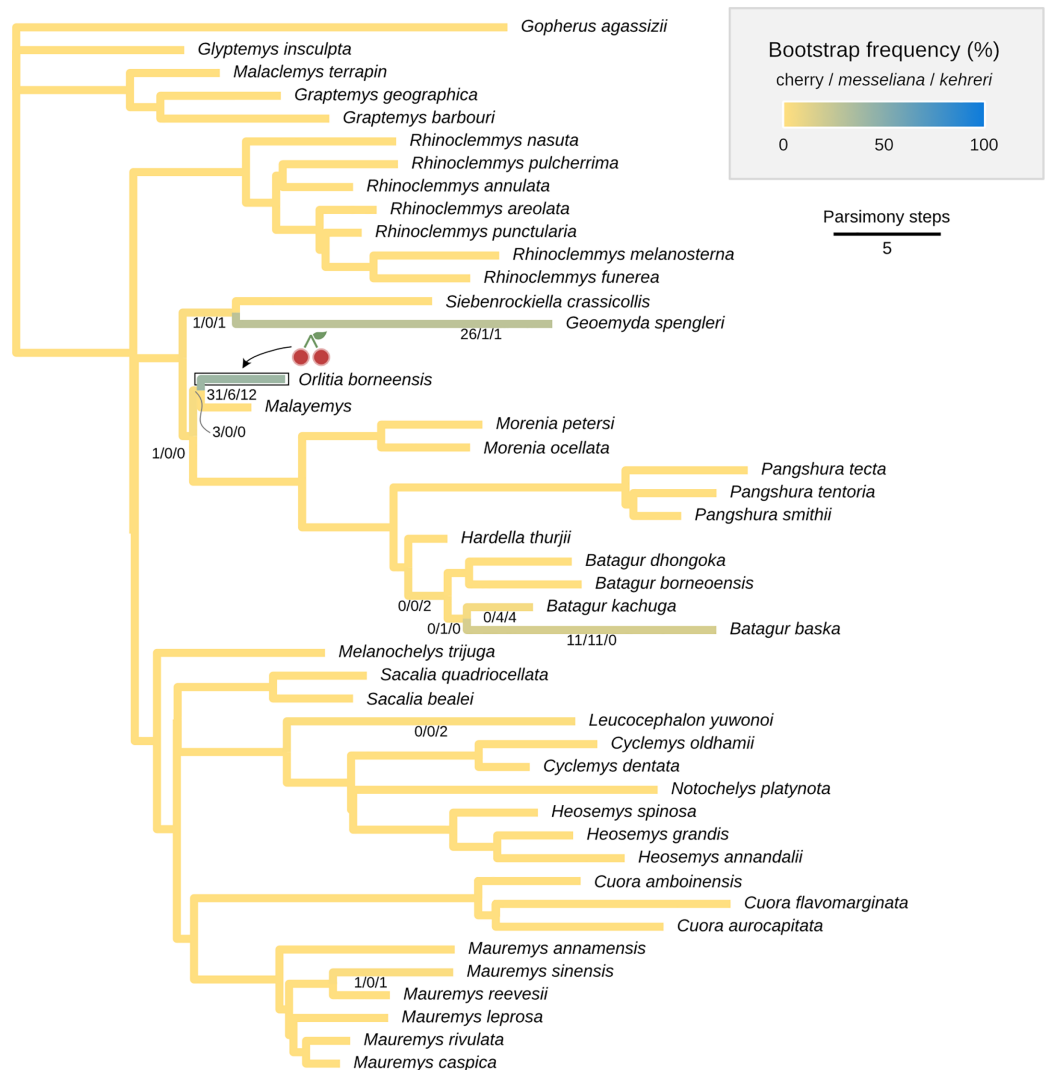 Gopherus agassizii
Bootstrap frequency (%)
cherry / messeliana / kehreri
0 50 100
Parsimony steps
5
Glyptemys insculpta
Malaclemys terrapin
Graptemys geographica
Graptemys barbouri
Rhinoclemmys nasuta
Rhinoclemmys pulcherrima
Rhinoclemmys annulata
Rhinoclemmys areolata
Rhinoclemmys punctularia
Rhinoclemmys melanosterna
Rhinoclemmys funerea
Siebenrockiella crassicollis
1/0/1
Geoemyda spengleri
26/1/1
Orlitia borneensis
31/6/12
Malayemys
3/0/0
1/0/0
Morenia petersi
Morenia ocellata
Pangshura tecta
Pangshura tentoria
Pangshura smithii
Hardella thurjii
Batagur dhongoka
Batagur borneoensis
0/0/2
Batagur kachuga
0/4/4
0/1/0
Batagur baska
11/11/0
Melanochelys trijuga
Sacalia quadriocellata
Sacalia bealei
Leucocephalon yuwonoi
0/0/2
Cyclemys oldhamii
Cyclemys dentata
Notochelys platynota
Heosemys spinosa
Heosemys grandis
Heosemys annandalii
Cuora amboinensis
Cuora flavomarginata
Cuora aurocapitata
Mauremys annamensis
Mauremys sinensis
1/0/1
Mauremys reevesii
Mauremys leprosa
Mauremys rivulata
Mauremys caspica